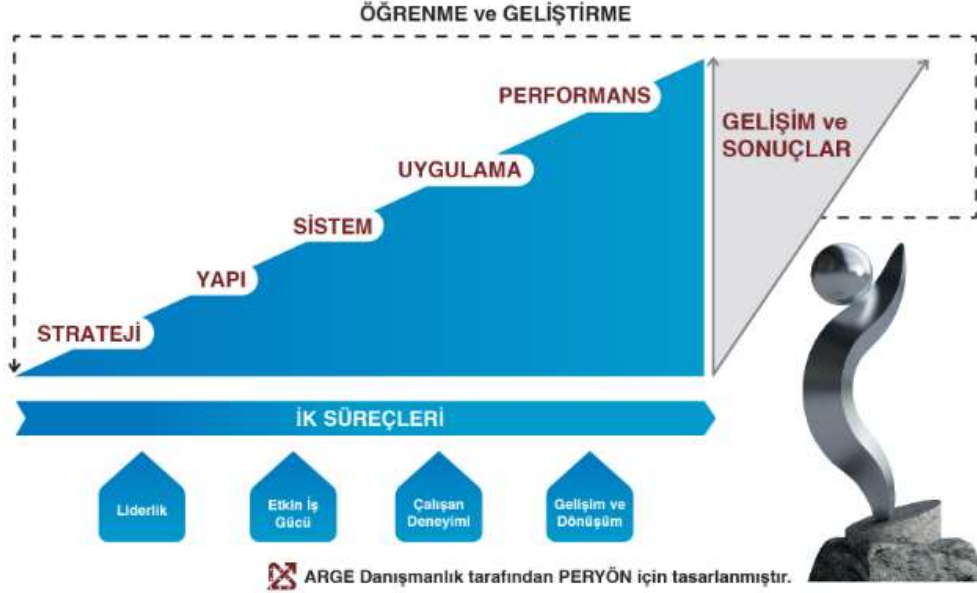 ÖĞRENME ve GELİŞTİRME
PERFORMANS
GELİŞİM ve
SONUÇLAR
UYGULAMA
SİSTEM
YAPI
STRATEJİ
İK SÜREÇLERİ
Liderlik
Etkin İş
Gücü
Çalışan
Deneyimi
Gelişim ve
Dönüşüm
ARGE Danışmanlık tarafından PERYÖN için tasarlanmıştır.